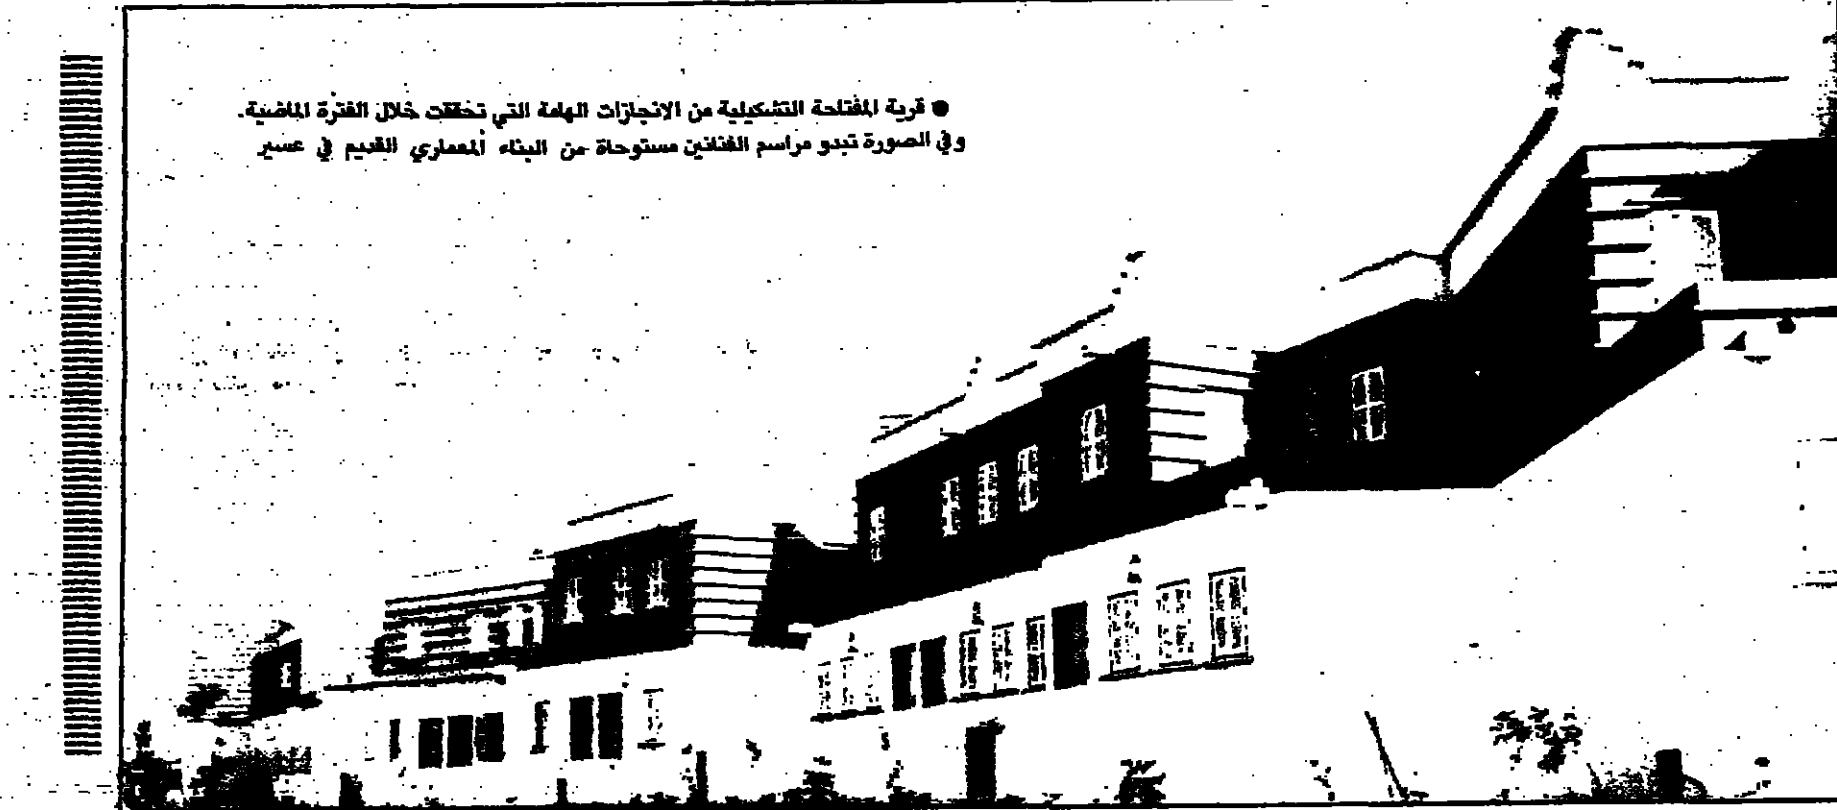 ● قرية المفتاحة التشكيلية من الانجازات الهامة التي تحققت خلال الفترة الماضية.
وفي الصورة تبدو مراسم الفنانين مستوحاة من البناء المعماري القديم في عسير